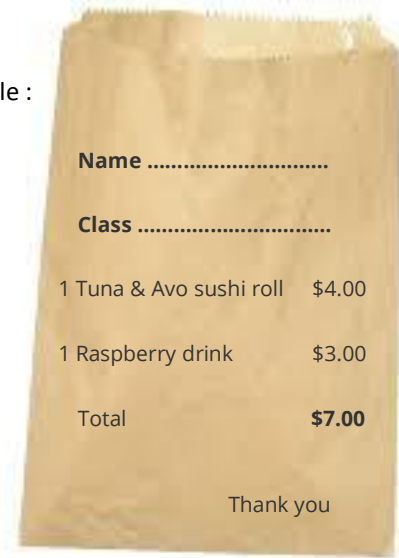 le :
Name ..............................
Class ................................
1 Tuna & Avo sushi roll $4.00
1 Raspberry drink $3.00
Total $7.00
Thank you